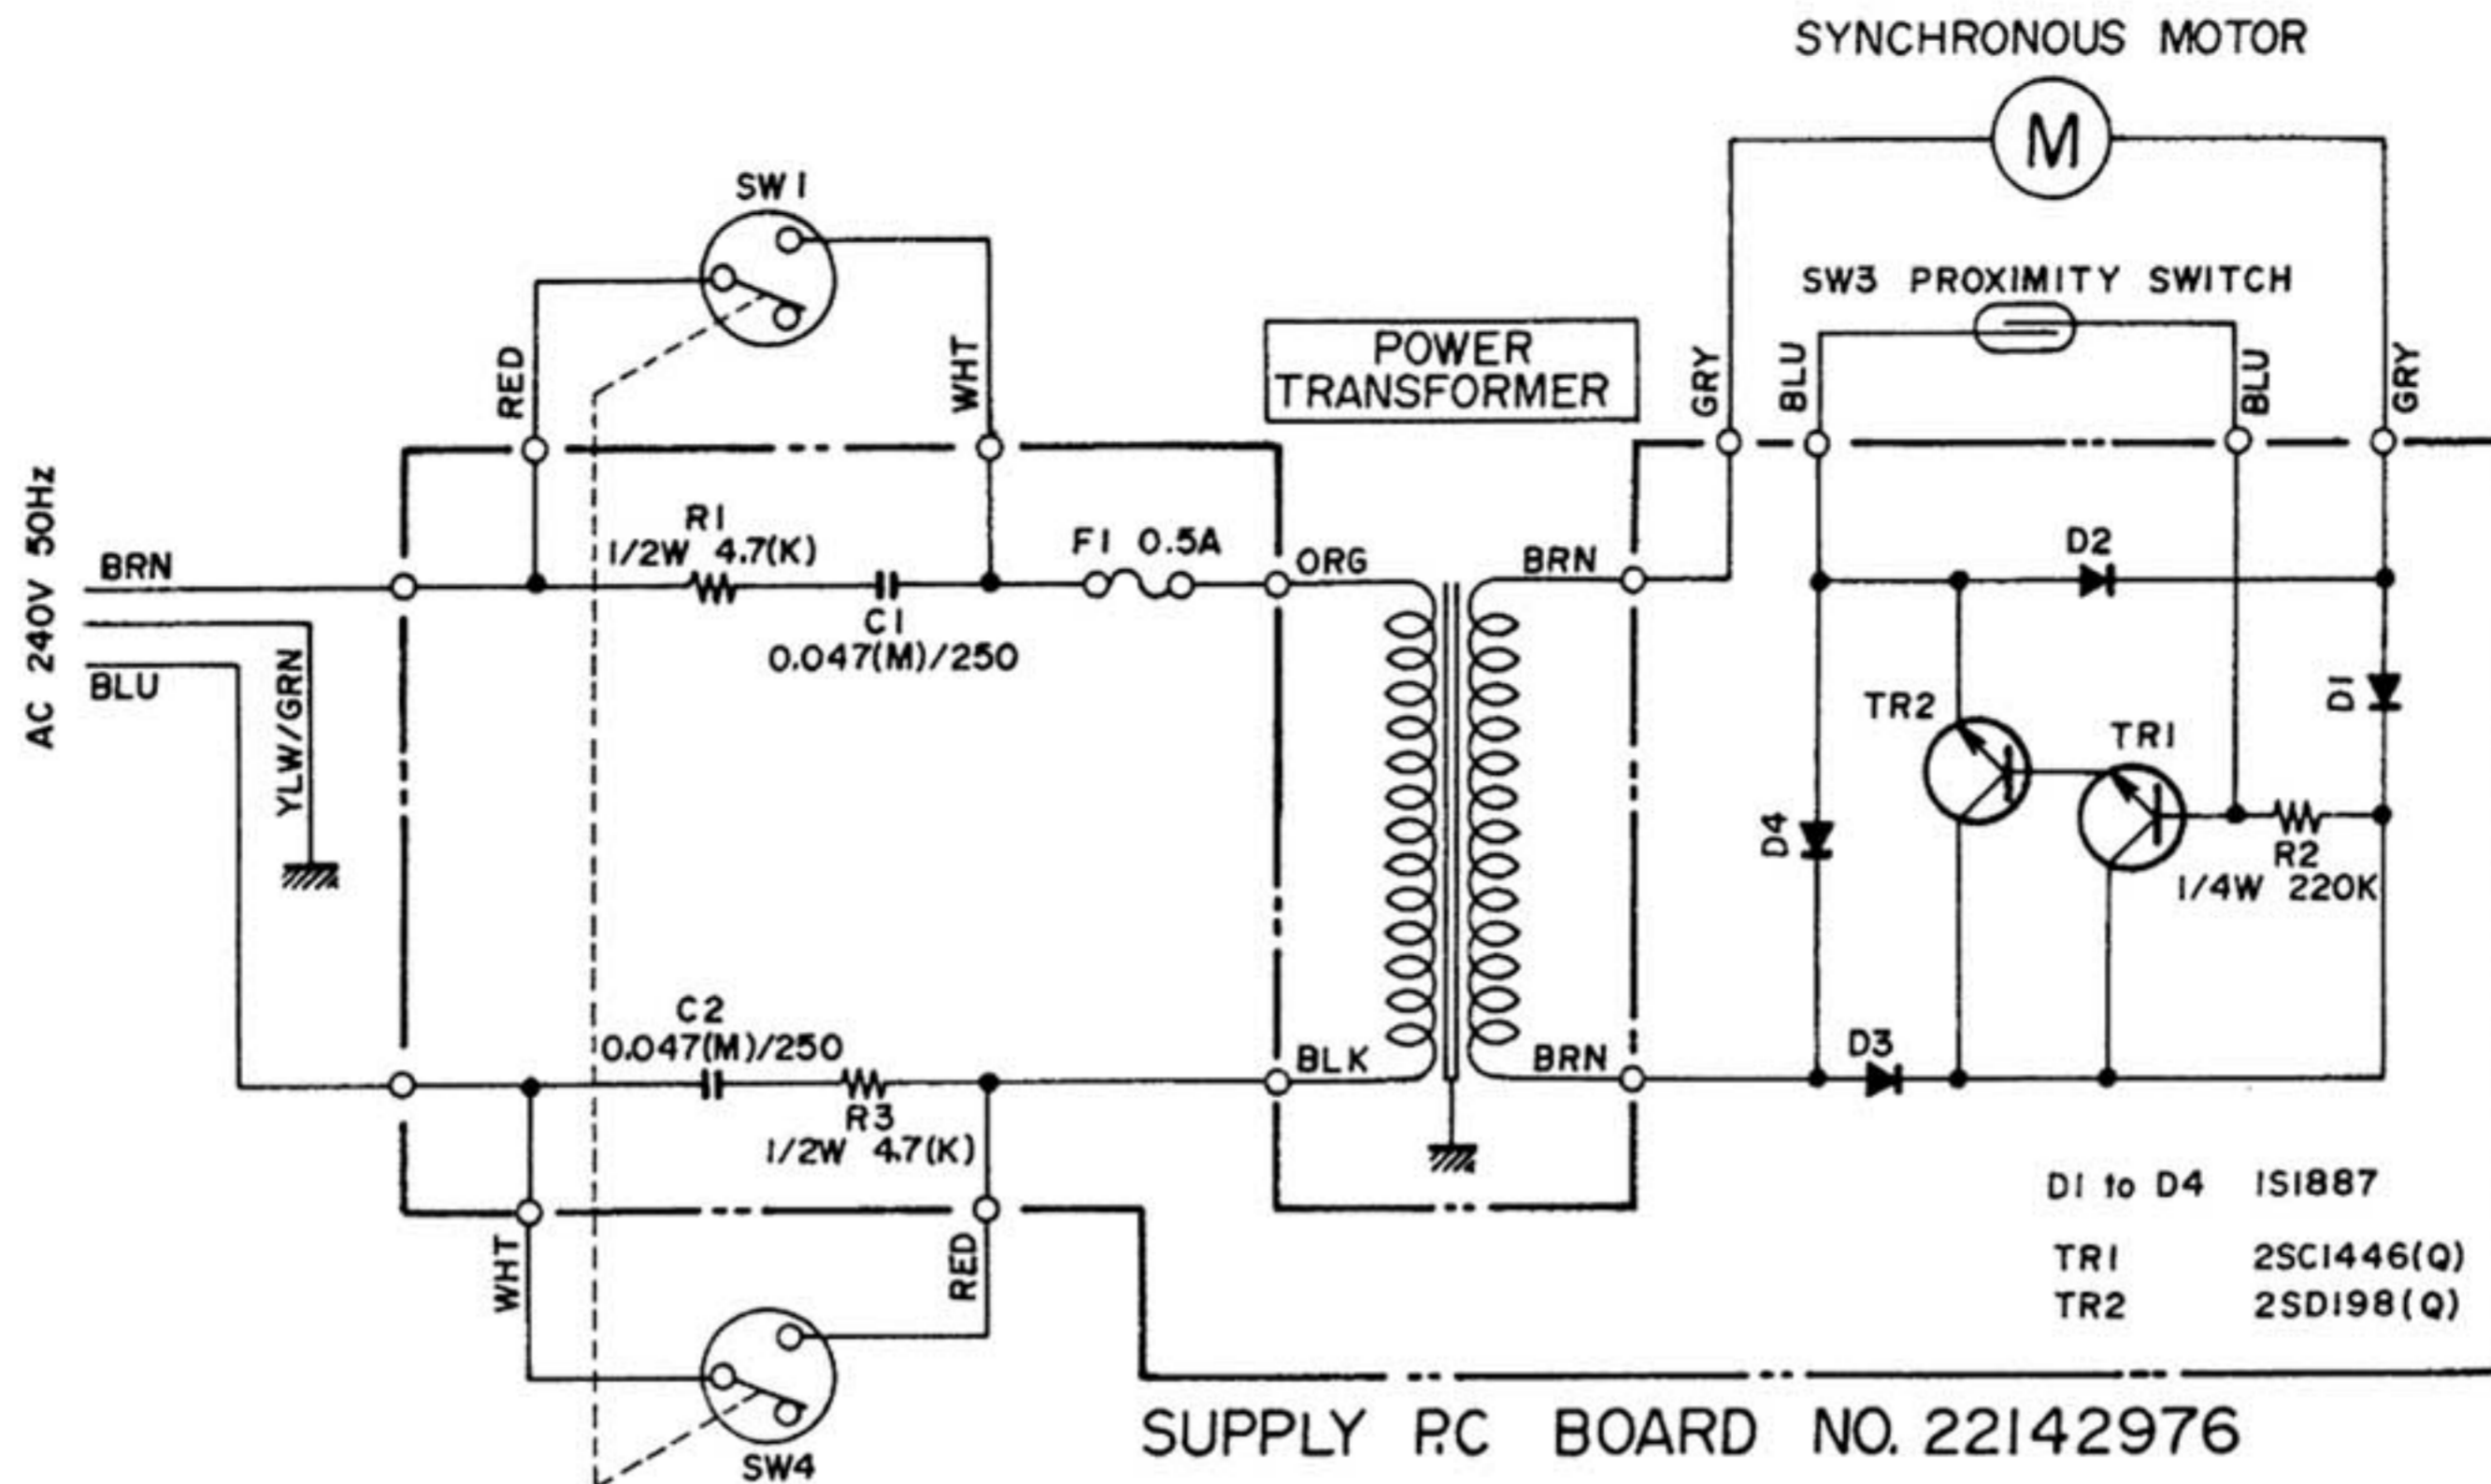 SYNCHRONOUS MOTOR
M
SW1
SW3 PROXIMITY SWITCH
POWER
TRANSFORMER
RED
WHT
GRY
BLU
BLU
GRY
AC 240V 50Hz
BRN
R1
1/2W 4.7(K)
C1
0.047(M)/250
F1 0.5A
ORG
BRN
D2
BLU
YLW/GRN
TR2
TR1
D1
D4
R2
1/4W 220K
C2
0.047(M)/250
R3
1/2W 4.7(K)
BLK
BRN
D3
WHT
RED
SW4
D1 to D4 1S1887
TR1 2SC1446(Q)
TR2 2SD198(Q)
SUPPLY P.C BOARD NO. 22142976